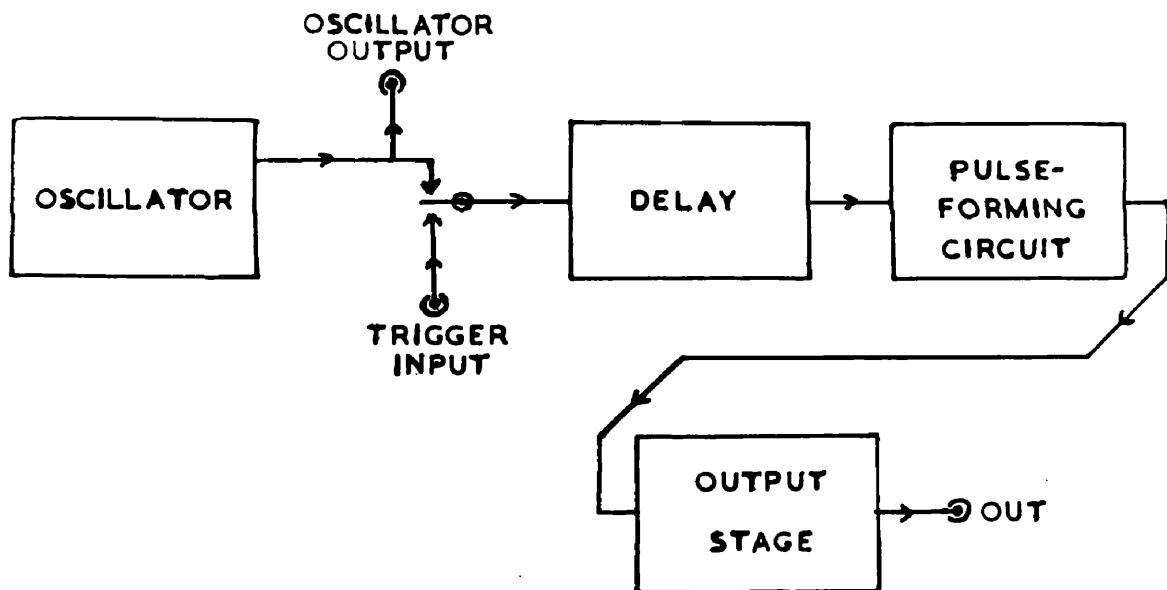 OSCILLATOR
OUTPUT
OSCILLATOR
TRIGGER
INPUT
DELAY
PULSE-
FORMING
CIRCUIT
OUTPUT
STAGE
OUT